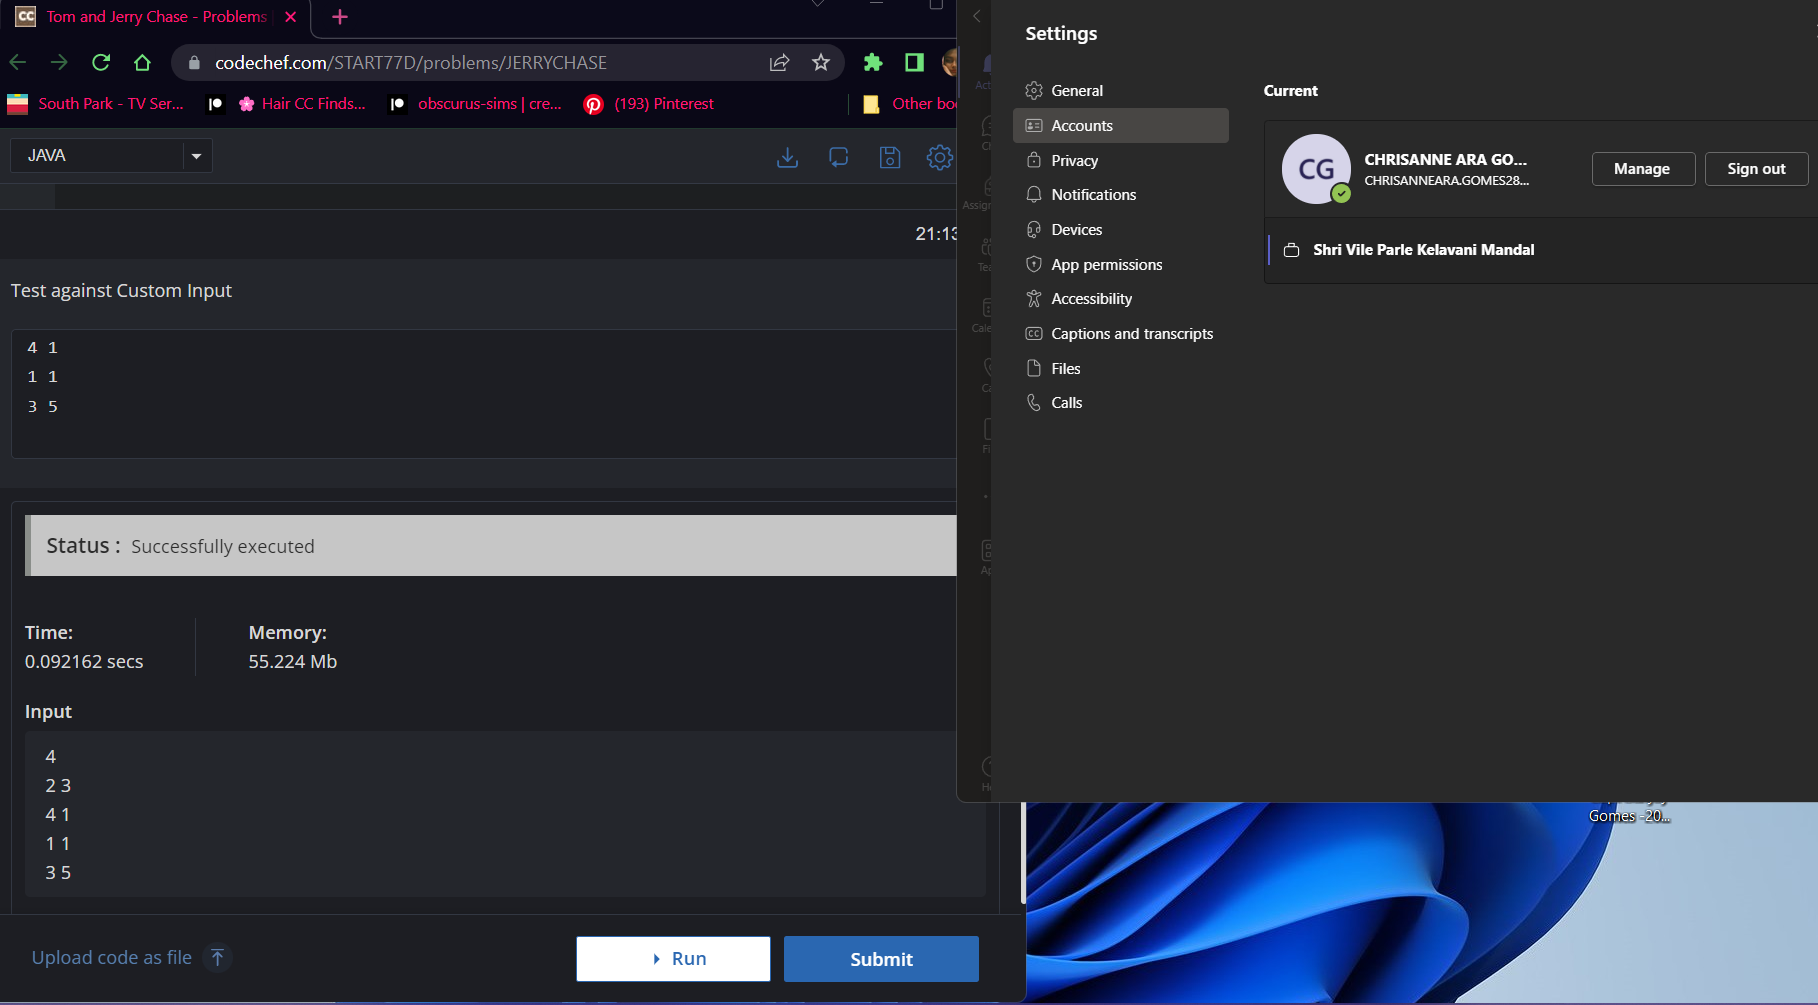 Tom and Jerry Chase - Problems
codechef.com/START77D/problems/JERRYCHASE
South Park - TV Ser...
Hair CC Finds...
obscurus-sims | cre...
(193) Pinterest
Other
JAVA
21:13
Test against Custom Input
4 1
1 1
3 5
Status : Successfully executed
Time:
0.092162 secs
Memory:
55.224 Mb
Input
4
2 3
4 1
1 1
3 5
Upload code as file
Run
Submit
Settings
General
Accounts
Privacy
Notifications
Devices
App permissions
Accessibility
Captions and transcripts
Files
Calls
Current
CG
CHRISANNE ARA GO...
CHRISANNEARA.GOMES28...
Manage
Sign out
Shri Vile Parle Kelavani Mandal
Gomes -20...